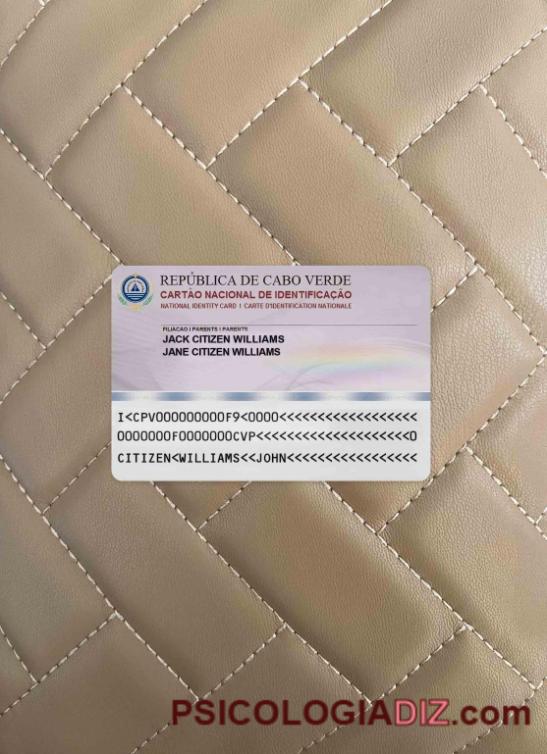 REPÚBLICA DE CABO VERDE
CARTÃO NACIONAL DE IDENTIFICAÇÃO
NATIONAL IDENTITY CARD I CARTE D'IDENTIFICATION NATIONALE
FILIACAO I PARENTS I PARENTS
JACK CITIZEN WILLIAMS
JANE CITIZEN WILLIAMS
I<CPV000000000F9<0000<<<<<<<<<<<<<<<<<<
0000000F0000000CVP<<<<<<<<<<<<<<<<<<<<0
CITIZEN<WILLIAMS<<JOHN<<<<<<<<<<<<<<<<<
PSICOLOGIADIZ.com